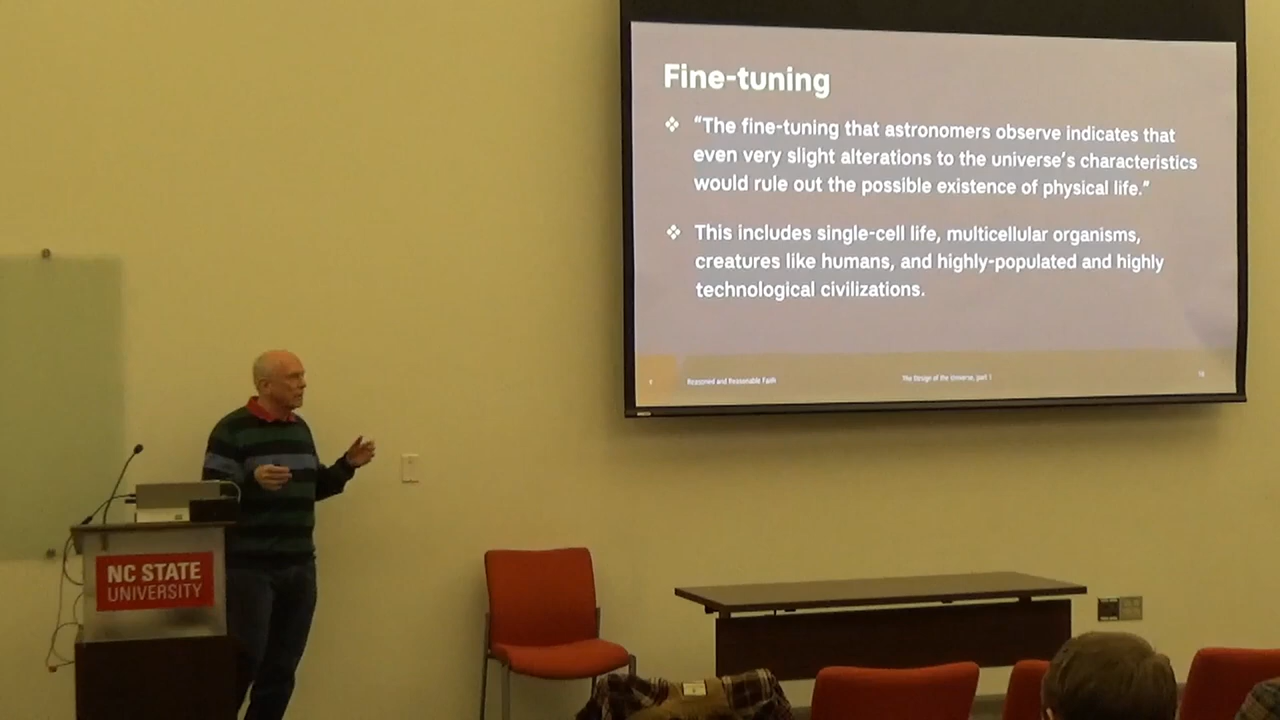 Fine-tuning
❖ “The fine-tuning that astronomers observe indicates that
even very slight alterations to the universe’s characteristics
would rule out the possible existence of physical life.”
❖ This includes single-cell life, multicellular organisms,
creatures like humans, and highly-populated and highly
technological civilizations.
Reasoned and Reasonable Faith
The Design of the Universe, part 1
NC STATE
UNIVERSITY